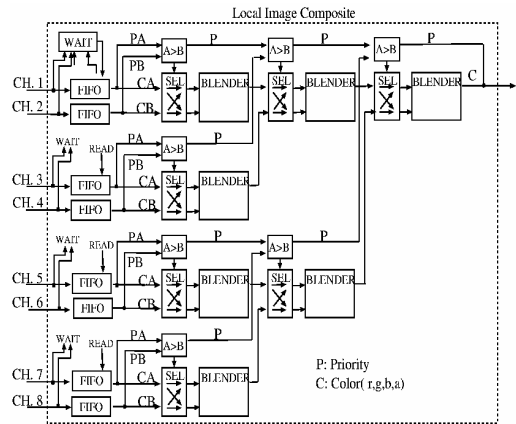 Local Image Composite
WAIT
PA
A>B
P
A>B
P
A>B
P
PB
C
CH. 1
FIFO
CA
SEL
BLENDER
SEL
BLENDER
SEL
BLENDER
CH. 2
FIFO
CB
WAIT
READ
PA
A>B
P
PB
CH. 3
FIFO
CA
SEL
BLENDER
CH. 4
FIFO
CB
WAIT
READ
PA
A>B
P
A>B
P
PB
CH. 5
FIFO
CA
SEL
BLENDER
SEL
BLENDER
CH. 6
FIFO
CB
WAIT
READ
PA
A>B
P
PB
CH. 7
FIFO
CA
SEL
BLENDER
CH. 8
FIFO
CB
P: Priority
C: Color( r,g,b,a)